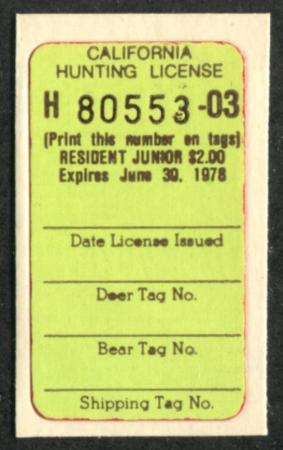 CALIFORNIA
HUNTING LICENSE
H 80553-03
(Print this number on tags)
RESIDENT JUNIOR $2.00
Expires June 30, 1978
Date License Issued
Deer Tag No.
Bear Tag No.
Shipping Tag No.